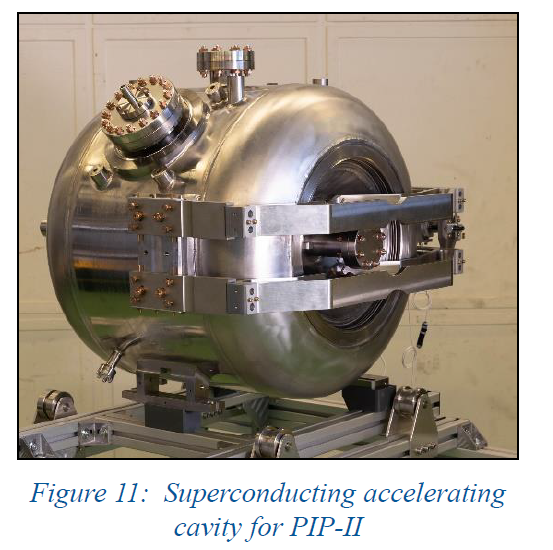 Figure 11: Superconducting accelerating
cavity for PIP-II